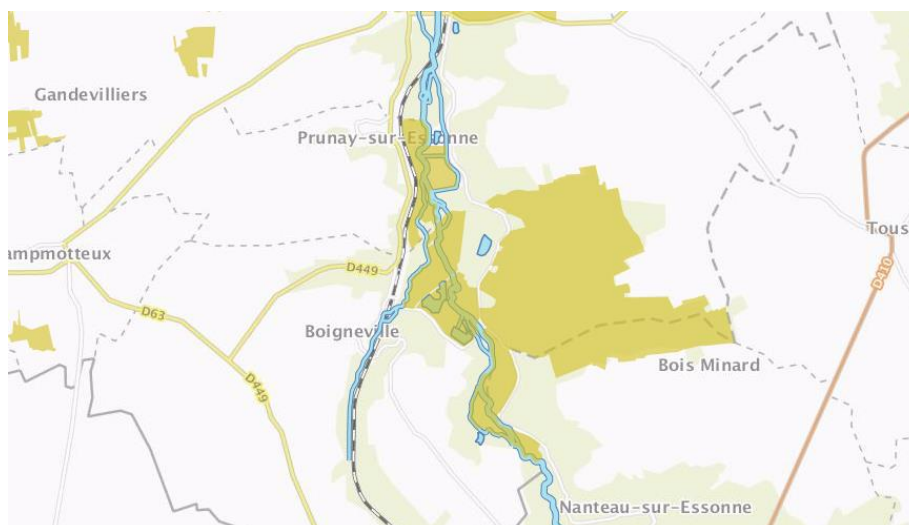 Gandevilliers
Prunay-sur-Essonne
Tous
ampmotteux
D449
D410
D63
Boigneville
Bois Minard
D449
Nanteau-sur-Essonne